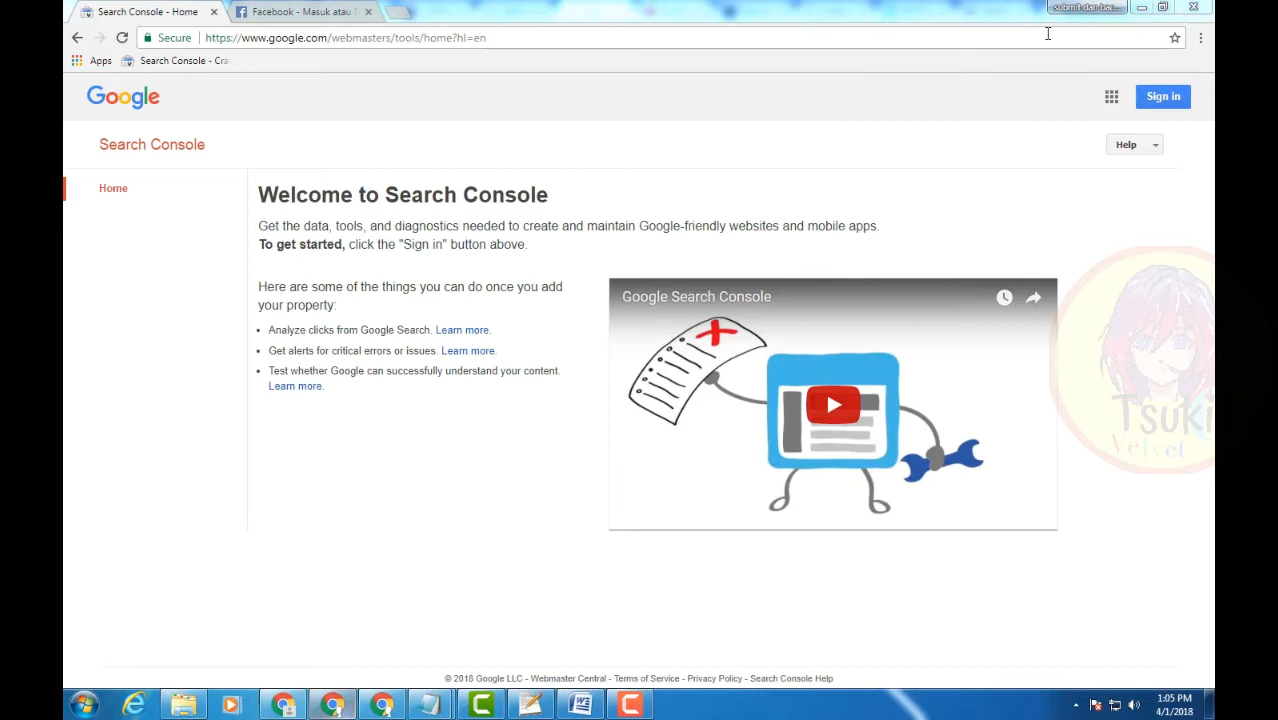 Search Console - Home
Facebook - Masuk atau
submit dan bac...
Secure
https://www.google.com/webmasters/tools/home?hl=en
Apps
Search Console - Cra
Google
Sign in
Search Console
Help
Home
Welcome to Search Console
Get the data, tools, and diagnostics needed to create and maintain Google-friendly websites and mobile apps.
To get started, click the "Sign in" button above.
Here are some of the things you can do once you add
your property:
Analyze clicks from Google Search. Learn more.
Get alerts for critical errors or issues. Learn more.
Test whether Google can successfully understand your content.
Learn more.
Google Search Console
Tsuki
Velvet
© 2018 Google LLC - Webmaster Central - Terms of Service - Privacy Policy - Search Console Help
1:05 PM
4/1/2018